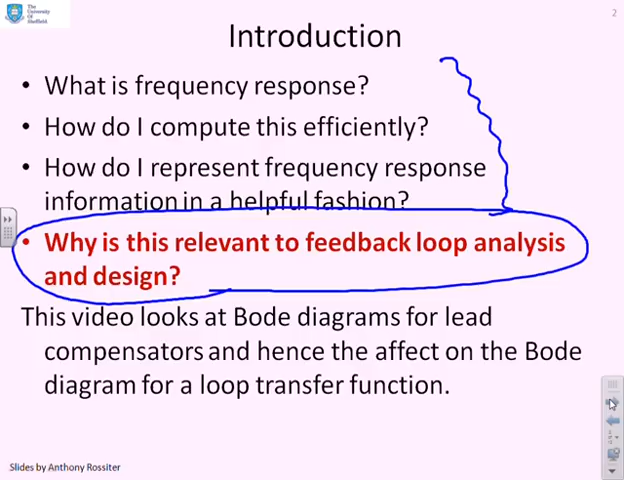 The
University
Of
Sheffield.
2
Introduction
• What is frequency response?
• How do I compute this efficiently?
• How do I represent frequency response
information in a helpful fashion?
• Why is this relevant to feedback loop analysis
and design?
This video looks at Bode diagrams for lead
compensators and hence the affect on the Bode
diagram for a loop transfer function.
Slides by Anthony Rossiter